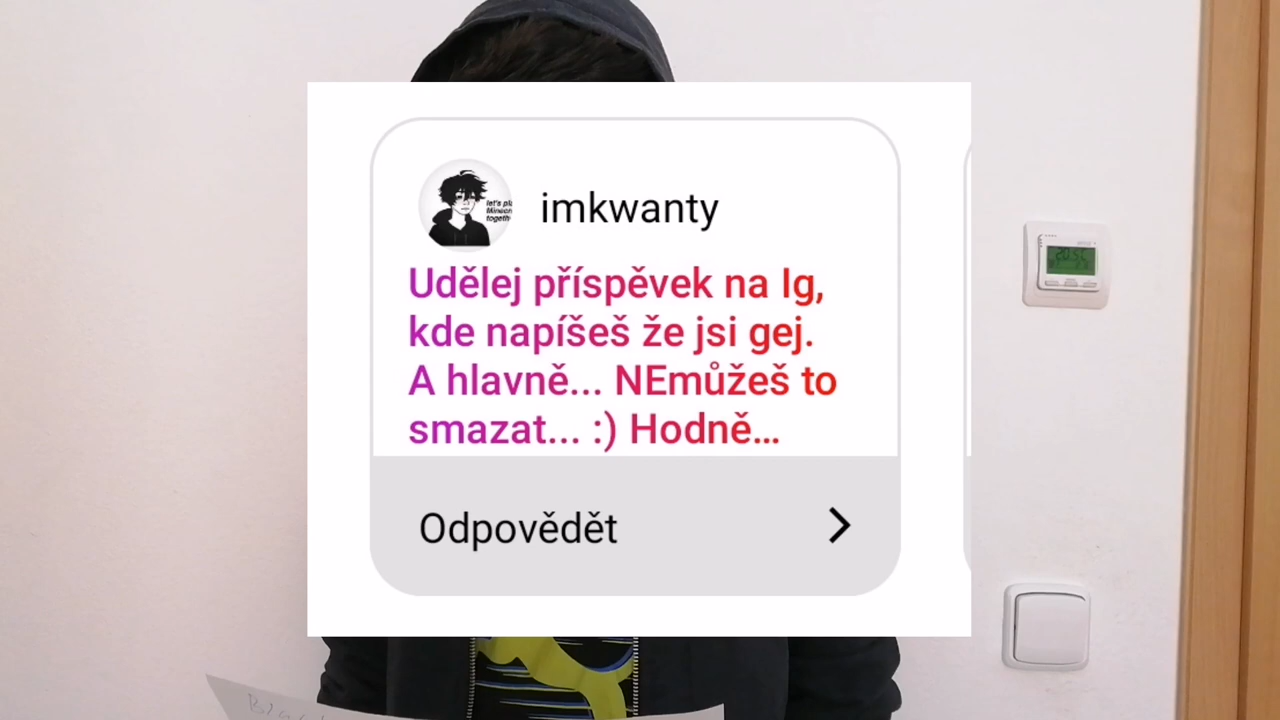 imkwanty
Udělej příspěvek na Ig,
kde napíšeš že jsi gej.
A hlavně... NEmůžeš to
smazat... :) Hodně...
Odpovědět